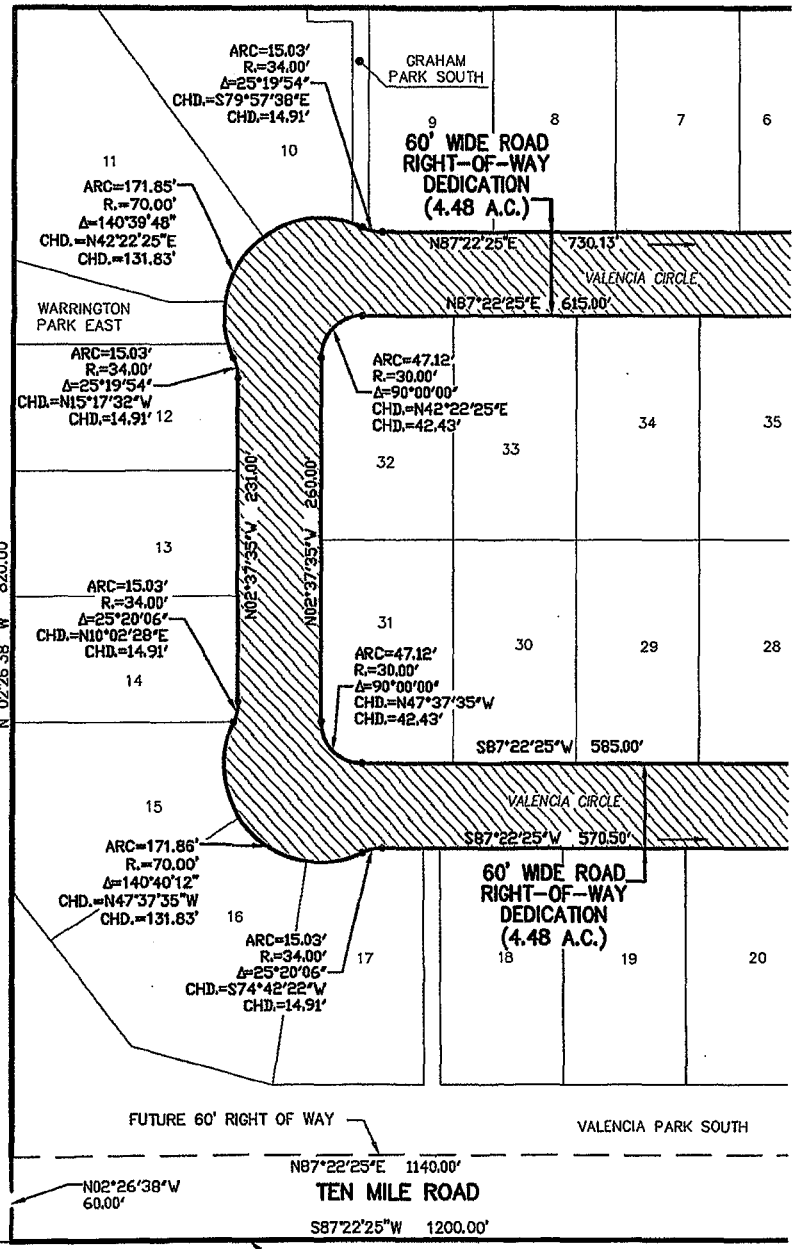 ARC=15.03'
R.=34.00'
Δ=25°19'54"
CHD.=S79°57'38"E
CHD.=14.91'
GRAHAM
PARK SOUTH
9
8
7
6
10
11
60' WIDE ROAD
RIGHT-OF-WAY
DEDICATION
(4.48 A.C.)
ARC=171.85'
R.=70.00'
Δ=140°39'48"
CHD.=N42°22'25"E
CHD.=131.83'
N87°22'25"E 730.13'
VALENCIA CIRCLE
N87°22'25"E 615.00'
WARRINGTON
PARK EAST
ARC=15.03'
R.=34.00'
Δ=25°19'54"
CHD.=N15°17'32"W
CHD.=14.91'
12
ARC=47.12'
R.=30.00'
Δ=90°00'00"
CHD.=N42°22'25"E
CHD.=42.43'
32
33
34
35
N02°37'35"W 231.00'
N02°37'35"W 260.00'
N 02°26'38" W 820.00'
13
ARC=15.03'
R.=34.00'
Δ=25°20'06"
CHD.=N10°02'28"E
CHD.=14.91'
14
31
30
29
28
ARC=47.12'
R.=30.00'
Δ=90°00'00"
CHD.=N47°37'35"W
CHD.=42.43'
S87°22'25"W 585.00'
VALENCIA CIRCLE
S87°22'25"W 570.50'
15
ARC=171.86'
R.=70.00'
Δ=140°40'12"
CHD.=N47°37'35"W
CHD.=131.83'
60' WIDE ROAD
RIGHT-OF-WAY
DEDICATION
(4.48 A.C.)
16
ARC=15.03'
R.=34.00'
Δ=25°20'06"
CHD.=S74°42'22"W
CHD.=14.91'
17
18
19
20
FUTURE 60' RIGHT OF WAY
VALENCIA PARK SOUTH
N87°22'25"E 1140.00'
N02°26'38"W
60.00'
TEN MILE ROAD
S87°22'25"W 1200.00'